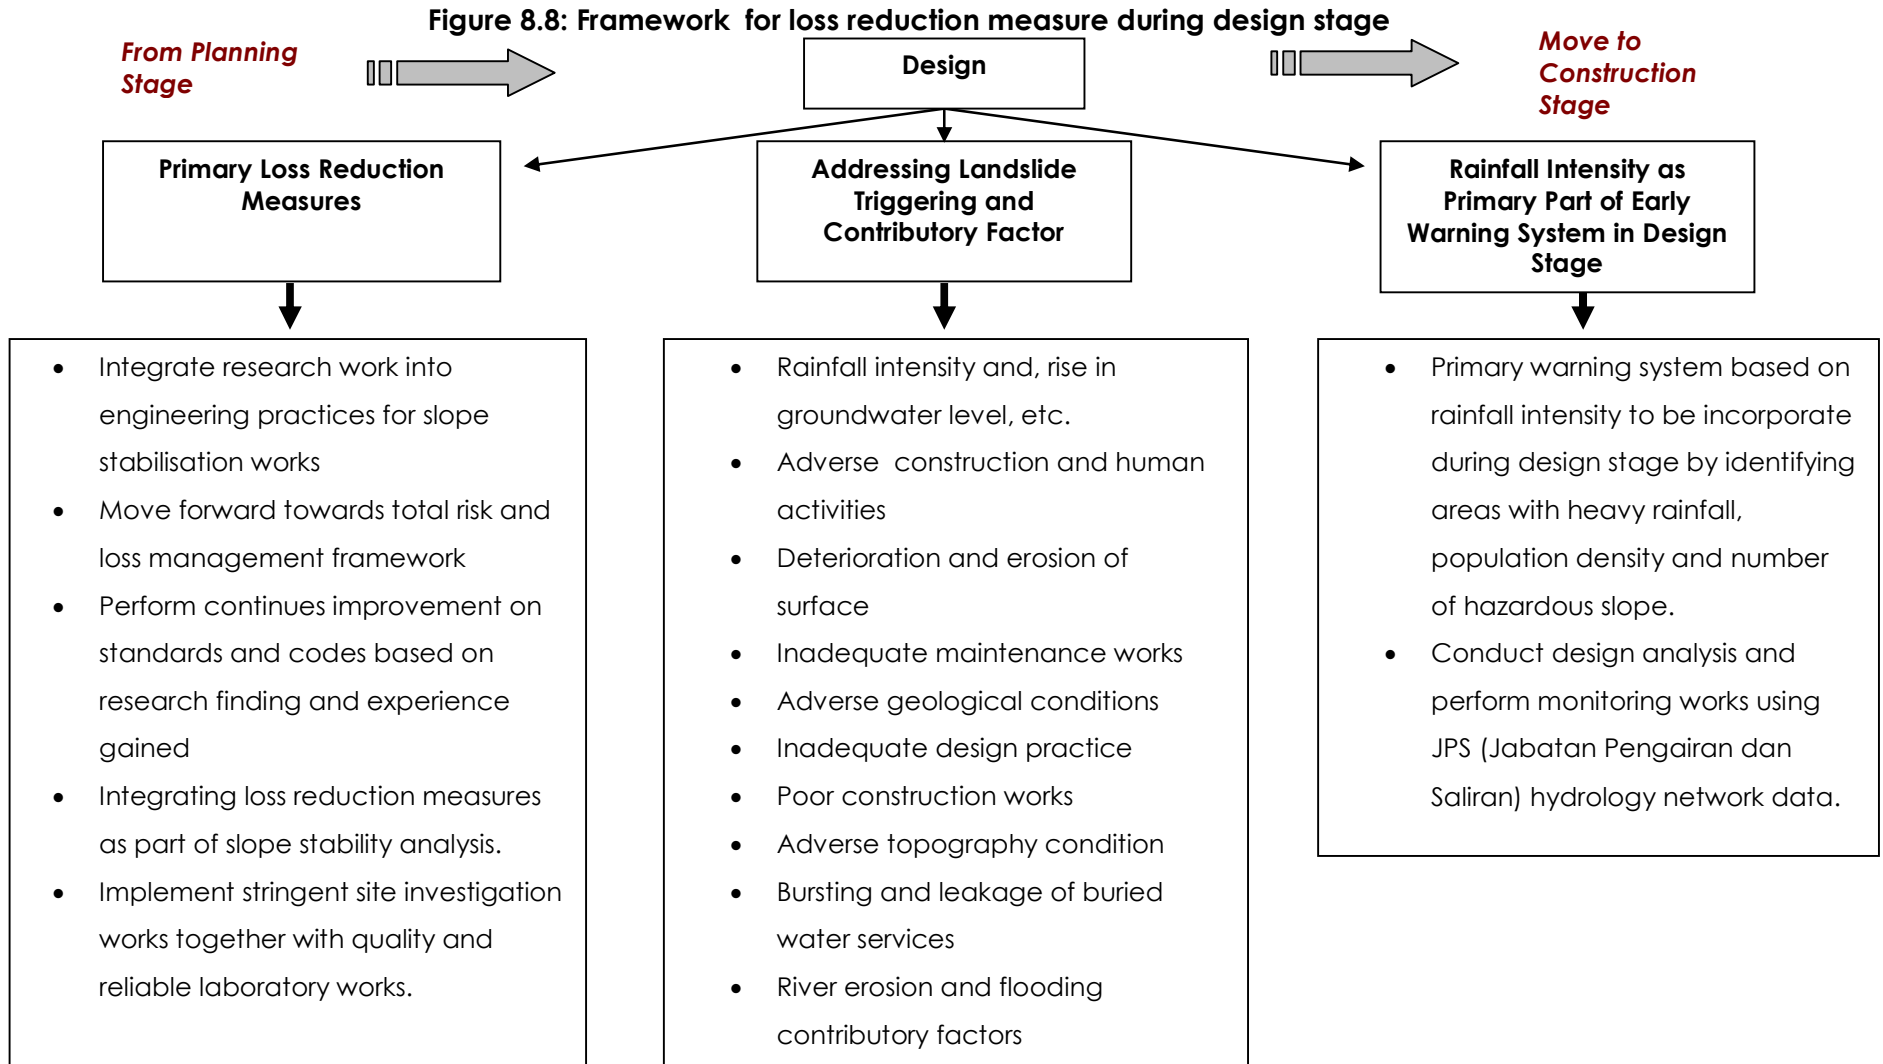 Figure 8.8: Framework for loss reduction measure during design stage
From Planning
Stage
Design
Move to
Construction
Stage
Primary Loss Reduction
Measures
Addressing Landslide
Triggering and
Contributory Factor
Rainfall Intensity as
Primary Part of Early
Warning System in Design
Stage
• Integrate research work into
engineering practices for slope
stabilisation works
• Move forward towards total risk and
loss management framework
• Perform continues improvement on
standards and codes based on
research finding and experience
gained
• Integrating loss reduction measures
as part of slope stability analysis.
• Implement stringent site investigation
works together with quality and
reliable laboratory works.
• Rainfall intensity and, rise in
groundwater level, etc.
• Adverse construction and human
activities
• Deterioration and erosion of
surface
• Inadequate maintenance works
• Adverse geological conditions
• Inadequate design practice
• Poor construction works
• Adverse topography condition
• Bursting and leakage of buried
water services
• River erosion and flooding
contributory factors
• Primary warning system based on
rainfall intensity to be incorporate
during design stage by identifying
areas with heavy rainfall,
population density and number
of hazardous slope.
• Conduct design analysis and
perform monitoring works using
JPS (Jabatan Pengairan dan
Saliran) hydrology network data.